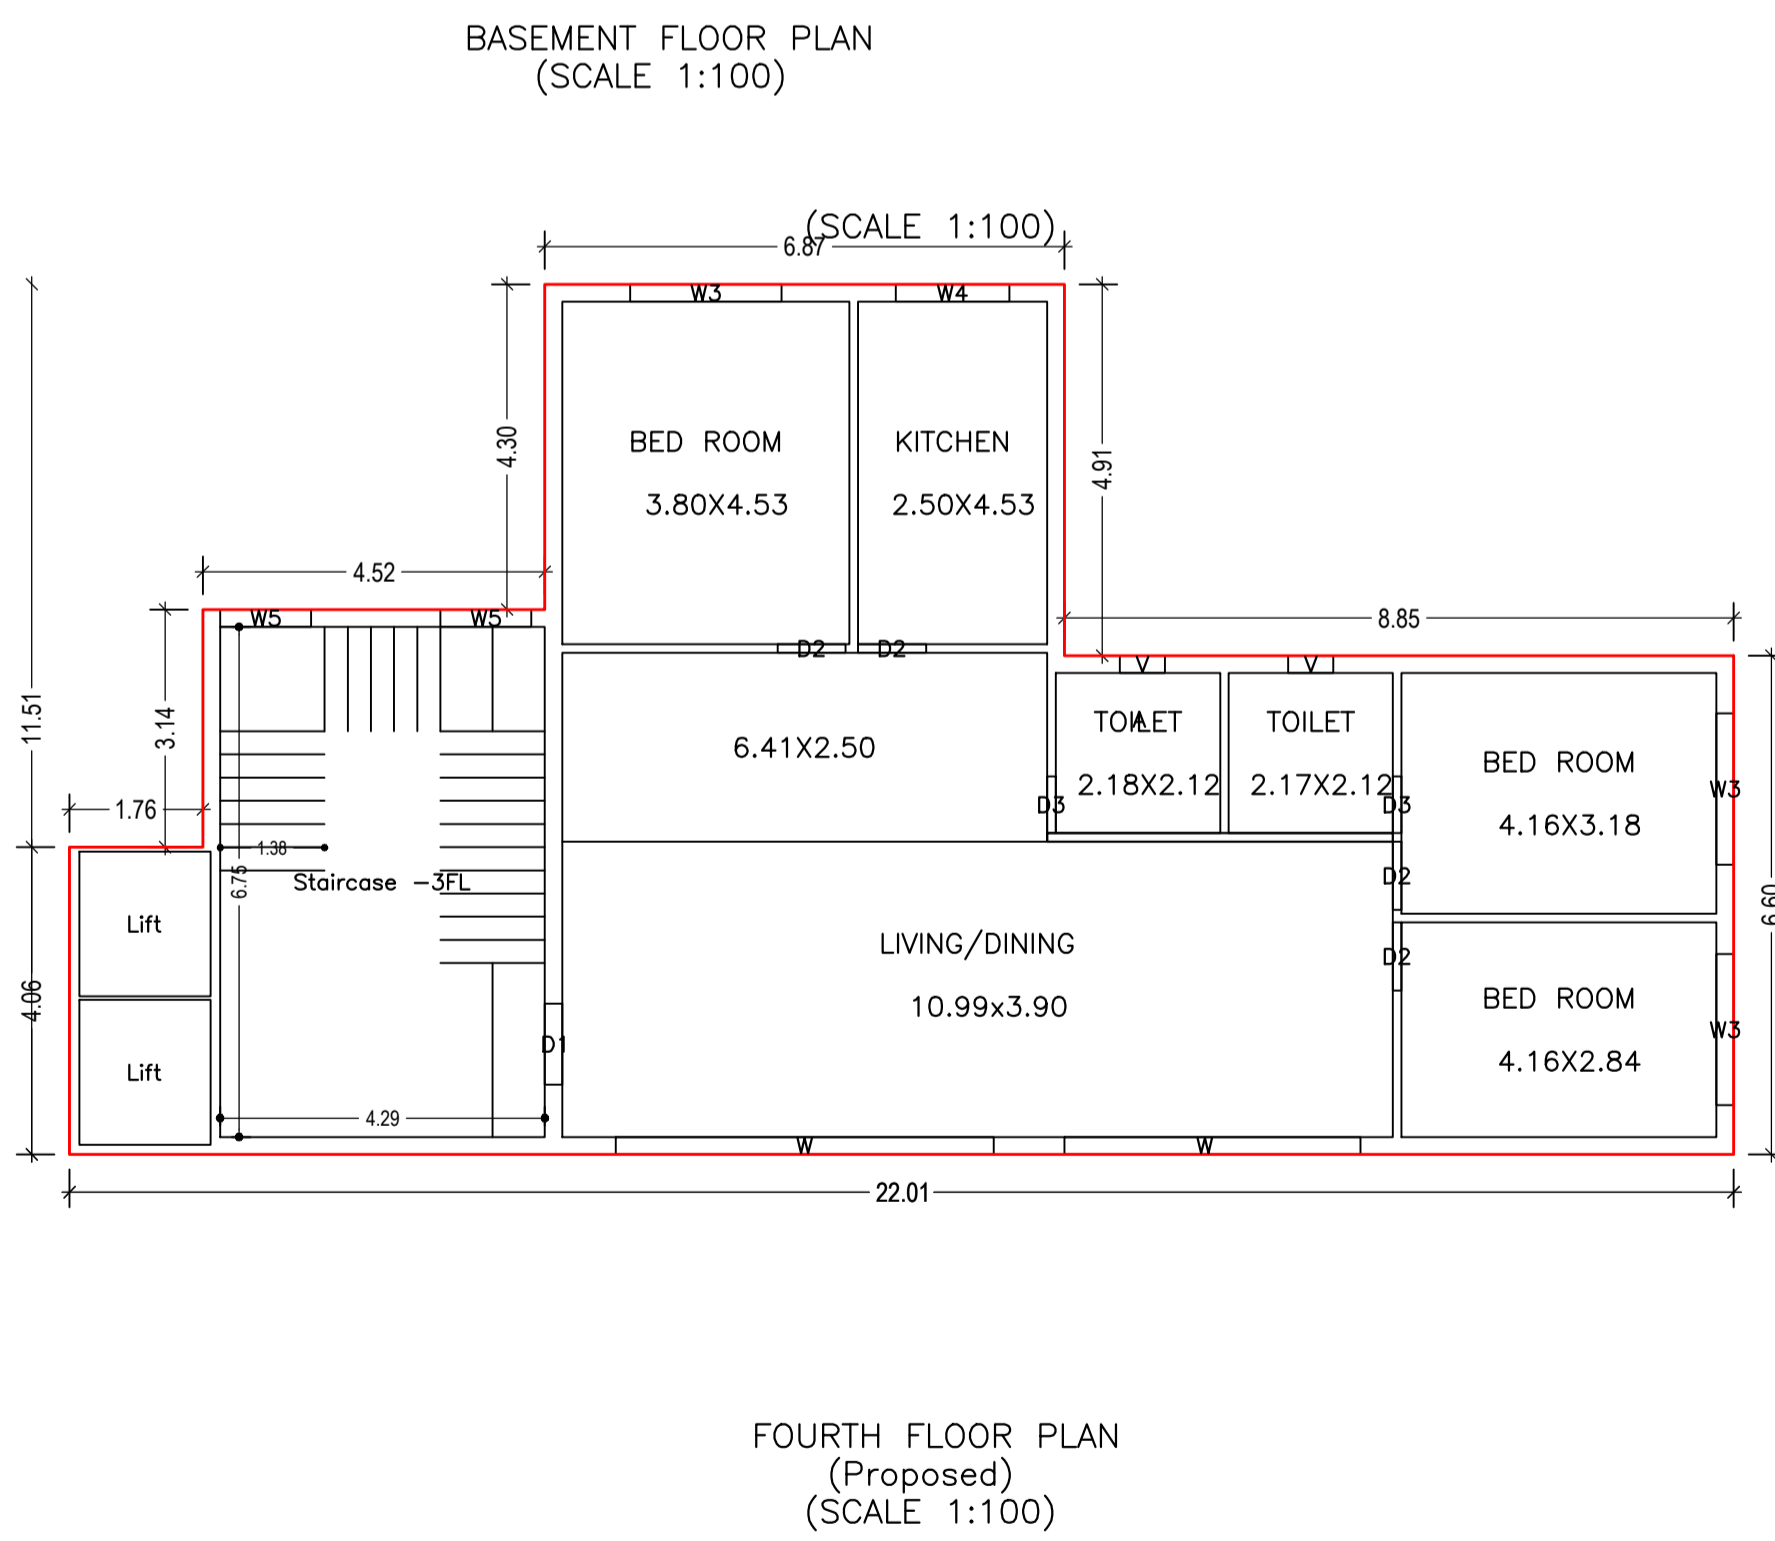 BASEMENT FLOOR PLAN
(SCALE 1:100)
(SCALE 1:100)
6.87
W3
W4
4.30
4.91
BED ROOM
KITCHEN
3.80X4.53
2.50X4.53
4.52
8.85
W5
W5
D2
D2
V
V
11.51
3.14
TOILET
A
TOILET
6.41X2.50
BED ROOM
W3
2.18X2.12
2.17X2.12
D3
D3
1.76
4.16X3.18
1.38
6.75
Staircase -3FL
D2
6.60
Lift
LIVING/DINING
D2
4.06
BED ROOM
10.99x3.90
W3
D1
Lift
4.16X2.84
4.29
W
W
22.01
FOURTH FLOOR PLAN
(Proposed)
(SCALE 1:100)